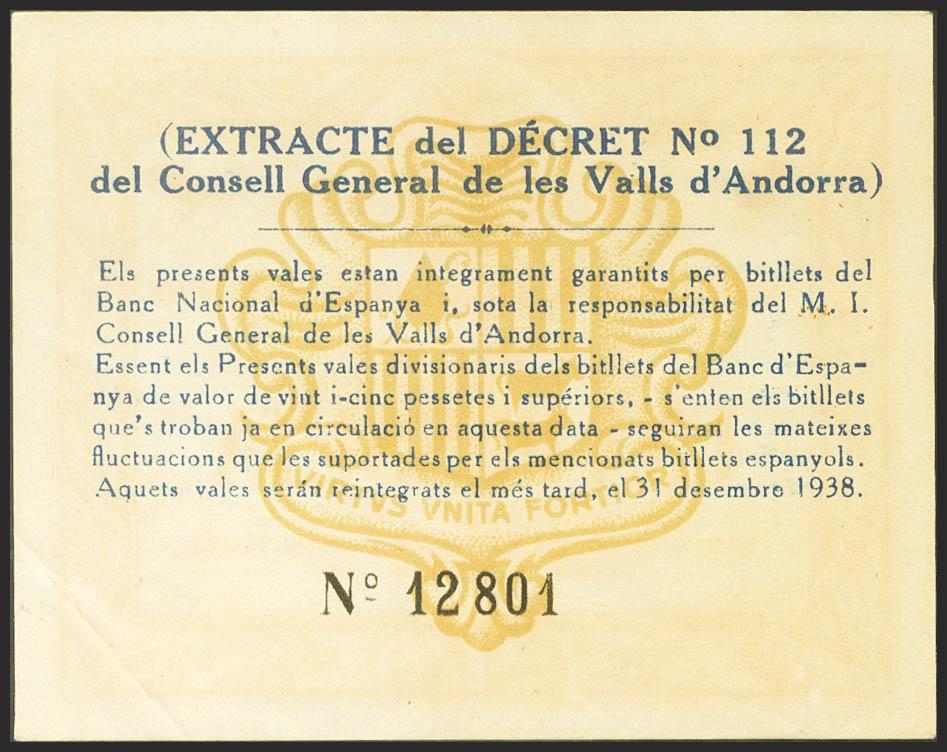 (EXTRACTE del DÉCRET Nº 112
del Consell General de les Valls d'Andorra)
Els presents vales estan integrament garantits per bitllets del
Banc Nacional d'Espanya i, sota la responsabilitat del M. I.
Consell General de les Valls d'Andorra.
Essent els Presents vales divisionaris dels bitllets del Banc d'Espa-
nya de valor de vint i-cinc pessetes i supériors, - s'enten els bitllets
que's troban ja en circulació en aquesta data - seguiran les mateixes
fluctuacions que les suportades per els mencionats bitllets espanyols.
Aquets vales serán reintegrats el més tard, el 31 desembre 1938.
VIRTVS VNITA FORTIOR
Nº 12801